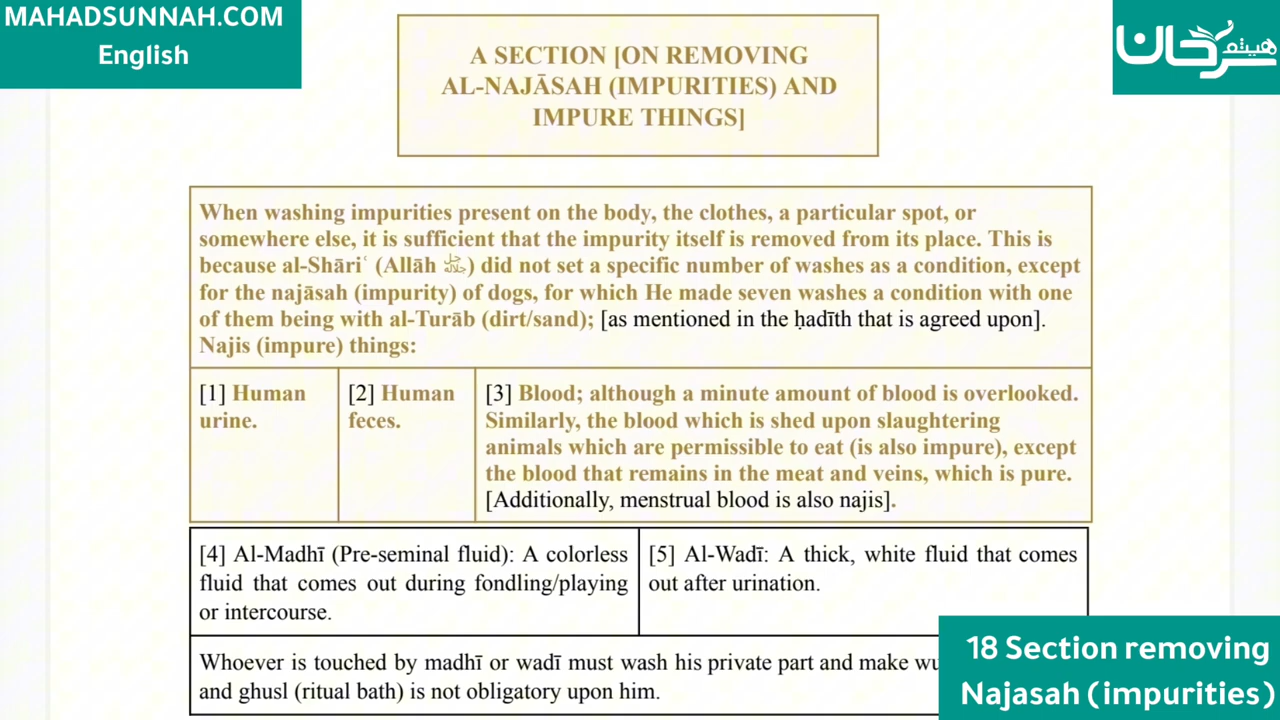 MAHADSUNNAH.COM
English
هيثم
سرحان
A SECTION [ON REMOVING
AL-NAJĀSAH (IMPURITIES) AND
IMPURE THINGS]
When washing impurities present on the body, the clothes, a particular spot, or
somewhere else, it is sufficient that the impurity itself is removed from its place. This is
because al-Shāriʿ (Allāh ﷻ) did not set a specific number of washes as a condition, except
for the najāsah (impurity) of dogs, for which He made seven washes a condition with one
of them being with al-Turāb (dirt/sand); [as mentioned in the ḥadīth that is agreed upon].
Najis (impure) things:
[1] Human
urine.
[2] Human
feces.
[3] Blood; although a minute amount of blood is overlooked.
Similarly, the blood which is shed upon slaughtering
animals which are permissible to eat (is also impure), except
the blood that remains in the meat and veins, which is pure.
[Additionally, menstrual blood is also najis].
[4] Al-Madhī (Pre-seminal fluid): A colorless
fluid that comes out during fondling/playing
or intercourse.
[5] Al-Wadī: A thick, white fluid that comes
out after urination.
Whoever is touched by madhī or wadī must wash his private part and make wu
and ghusl (ritual bath) is not obligatory upon him.
18 Section removing
Najasah (impurities)